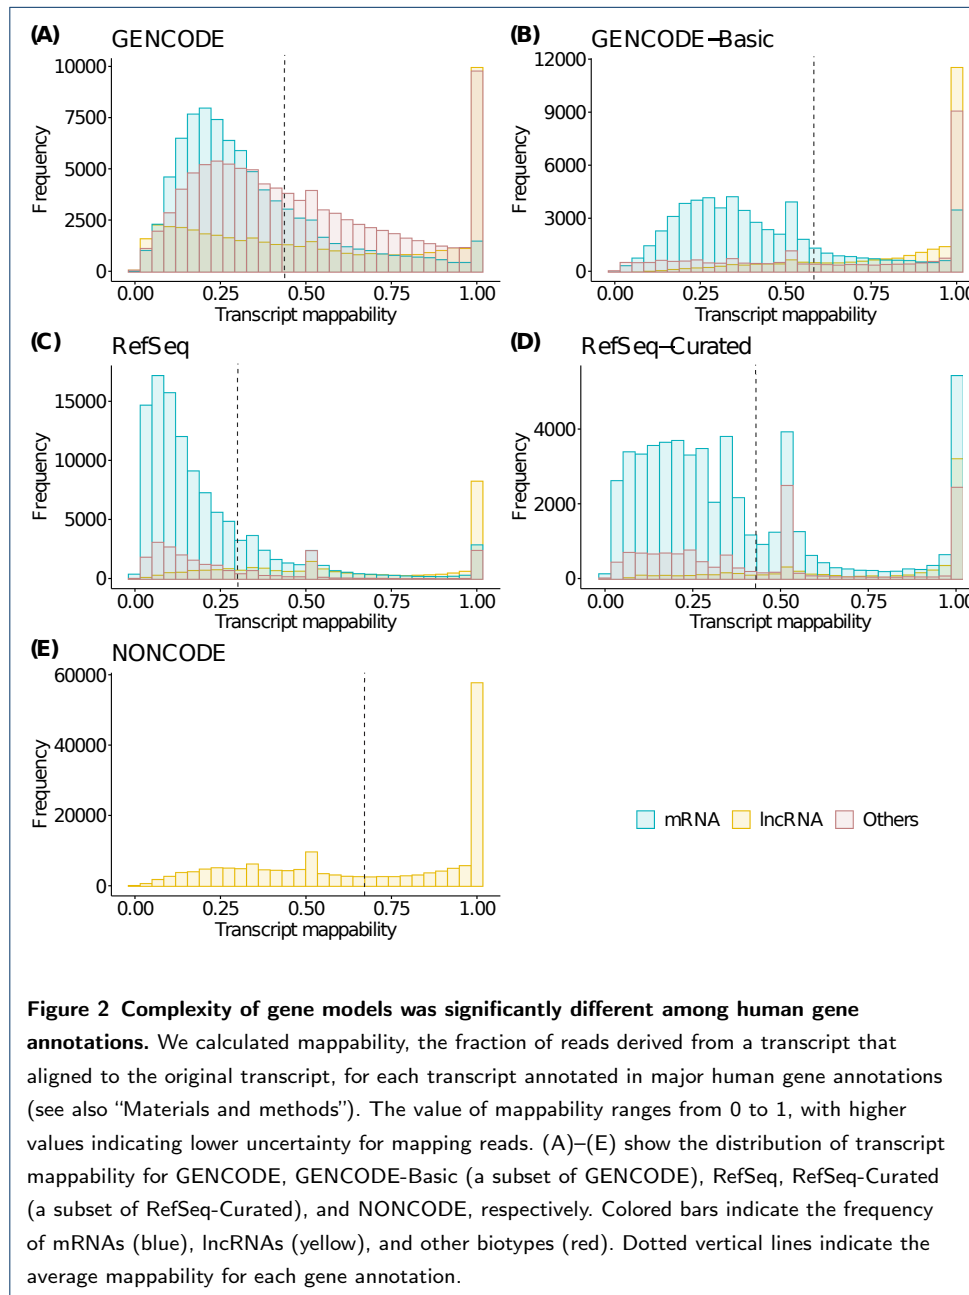 (A) GENCODE
10000
7500
5000
2500
0
Frequency
0.00 0.25 0.50 0.75 1.00
Transcript mappability
(B) GENCODE–Basic
12000
9000
6000
3000
0
Frequency
0.00 0.25 0.50 0.75 1.00
Transcript mappability
(C) RefSeq
15000
10000
5000
0
Frequency
0.00 0.25 0.50 0.75 1.00
Transcript mappability
(D) RefSeq–Curated
4000
2000
0
Frequency
0.00 0.25 0.50 0.75 1.00
Transcript mappability
(E) NONCODE
60000
40000
20000
0
Frequency
0.00 0.25 0.50 0.75 1.00
Transcript mappability
mRNA lncRNA Others
Figure 2 Complexity of gene models was significantly different among human gene
annotations. We calculated mappability, the fraction of reads derived from a transcript that
aligned to the original transcript, for each transcript annotated in major human gene annotations
(see also “Materials and methods”). The value of mappability ranges from 0 to 1, with higher
values indicating lower uncertainty for mapping reads. (A)–(E) show the distribution of transcript
mappability for GENCODE, GENCODE-Basic (a subset of GENCODE), RefSeq, RefSeq-Curated
(a subset of RefSeq-Curated), and NONCODE, respectively. Colored bars indicate the frequency
of mRNAs (blue), lncRNAs (yellow), and other biotypes (red). Dotted vertical lines indicate the
average mappability for each gene annotation.